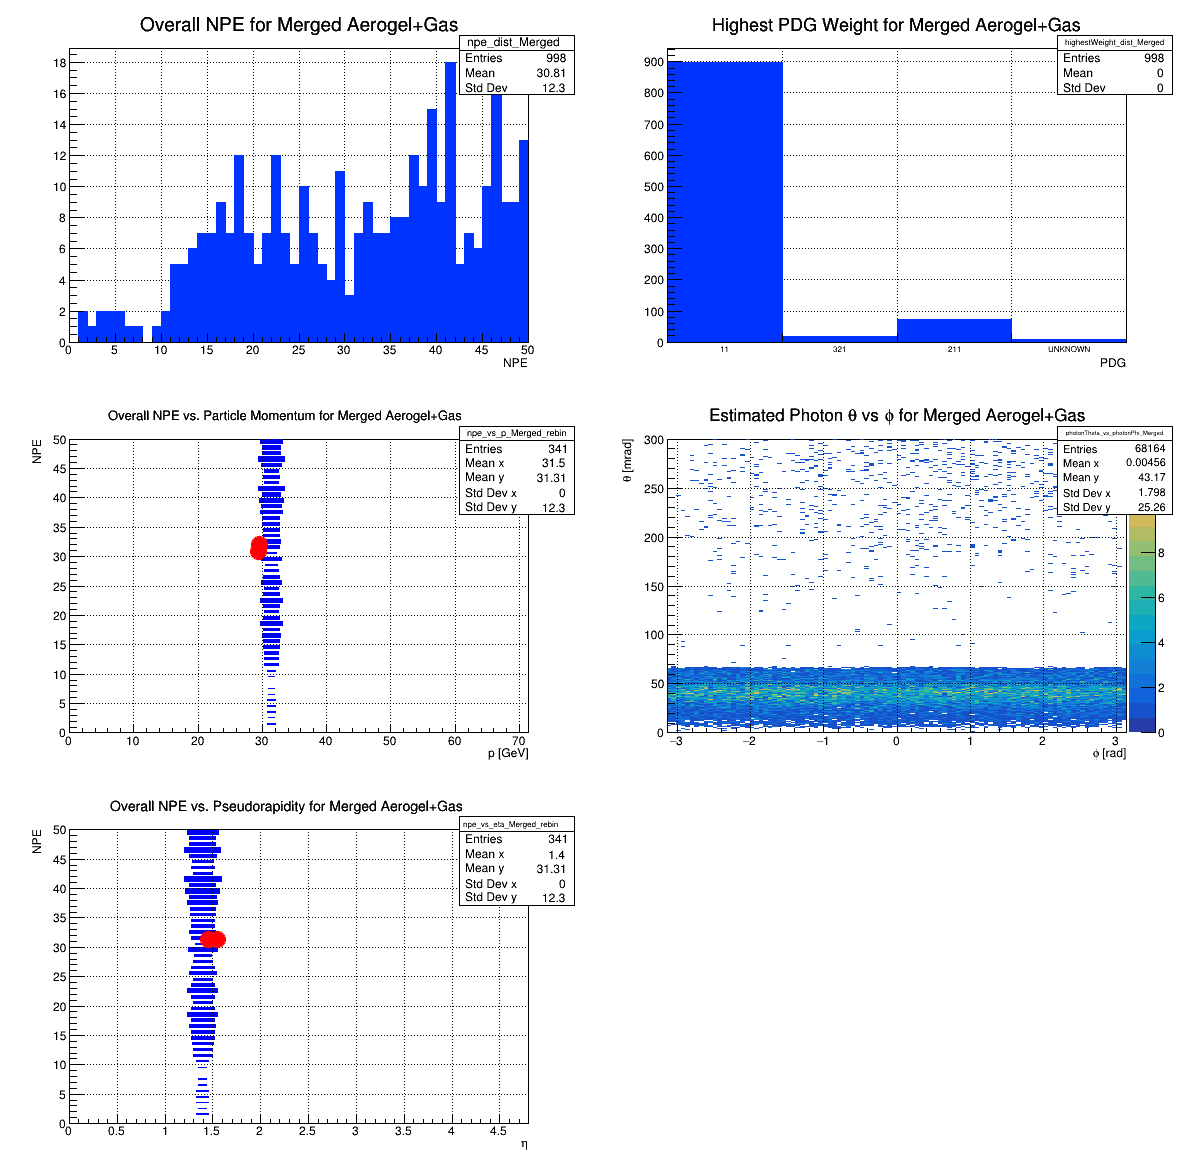 Overall NPE for Merged Aerogel+Gas
npe_dist_Merged
Entries 998
Mean 30.81
Std Dev 12.3
18
16
14
12
10
8
6
4
2
0
0 5 10 15 20 25 30 35 40 45 50
NPE
Highest PDG Weight for Merged Aerogel+Gas
highestWeight_dist_Merged
Entries 998
Mean 0
Std Dev 0
900
800
700
600
500
400
300
200
100
0
11 321 211 UNKNOWN
PDG
Overall NPE vs. Particle Momentum for Merged Aerogel+Gas
npe_vs_p_Merged_rebin
Entries 341
Mean x 31.5
Mean y 31.31
Std Dev x 0
Std Dev y 12.3
NPE
50
45
40
35
30
25
20
15
10
5
0
0 10 20 30 40 50 60 70
p [GeV]
Estimated Photon θ vs ϕ for Merged Aerogel+Gas
photonTheta_vs_photonPhi_Merged
Entries 68164
Mean x 0.00456
Mean y 43.17
Std Dev x 1.798
Std Dev y 25.26
θ [mrad]
300
250
200
150
100
50
0
−3 −2 −1 0 1 2 3
ϕ [rad]
8
6
4
2
0
Overall NPE vs. Pseudorapidity for Merged Aerogel+Gas
npe_vs_eta_Merged_rebin
Entries 341
Mean x 1.4
Mean y 31.31
Std Dev x 0
Std Dev y 12.3
NPE
50
45
40
35
30
25
20
15
10
5
0
0 0.5 1 1.5 2 2.5 3 3.5 4 4.5
η